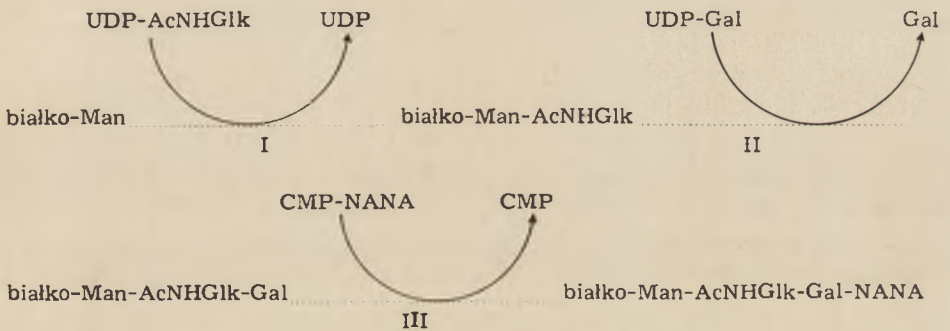 UDP-AcNHGlk UDP UDP-Gal Gal
białko-Man białko-Man-AcNHGlk
I II
CMP-NANA CMP
białko-Man-AcNHGlk-Gal białko-Man-AcNHGlk-Gal-NANA
III